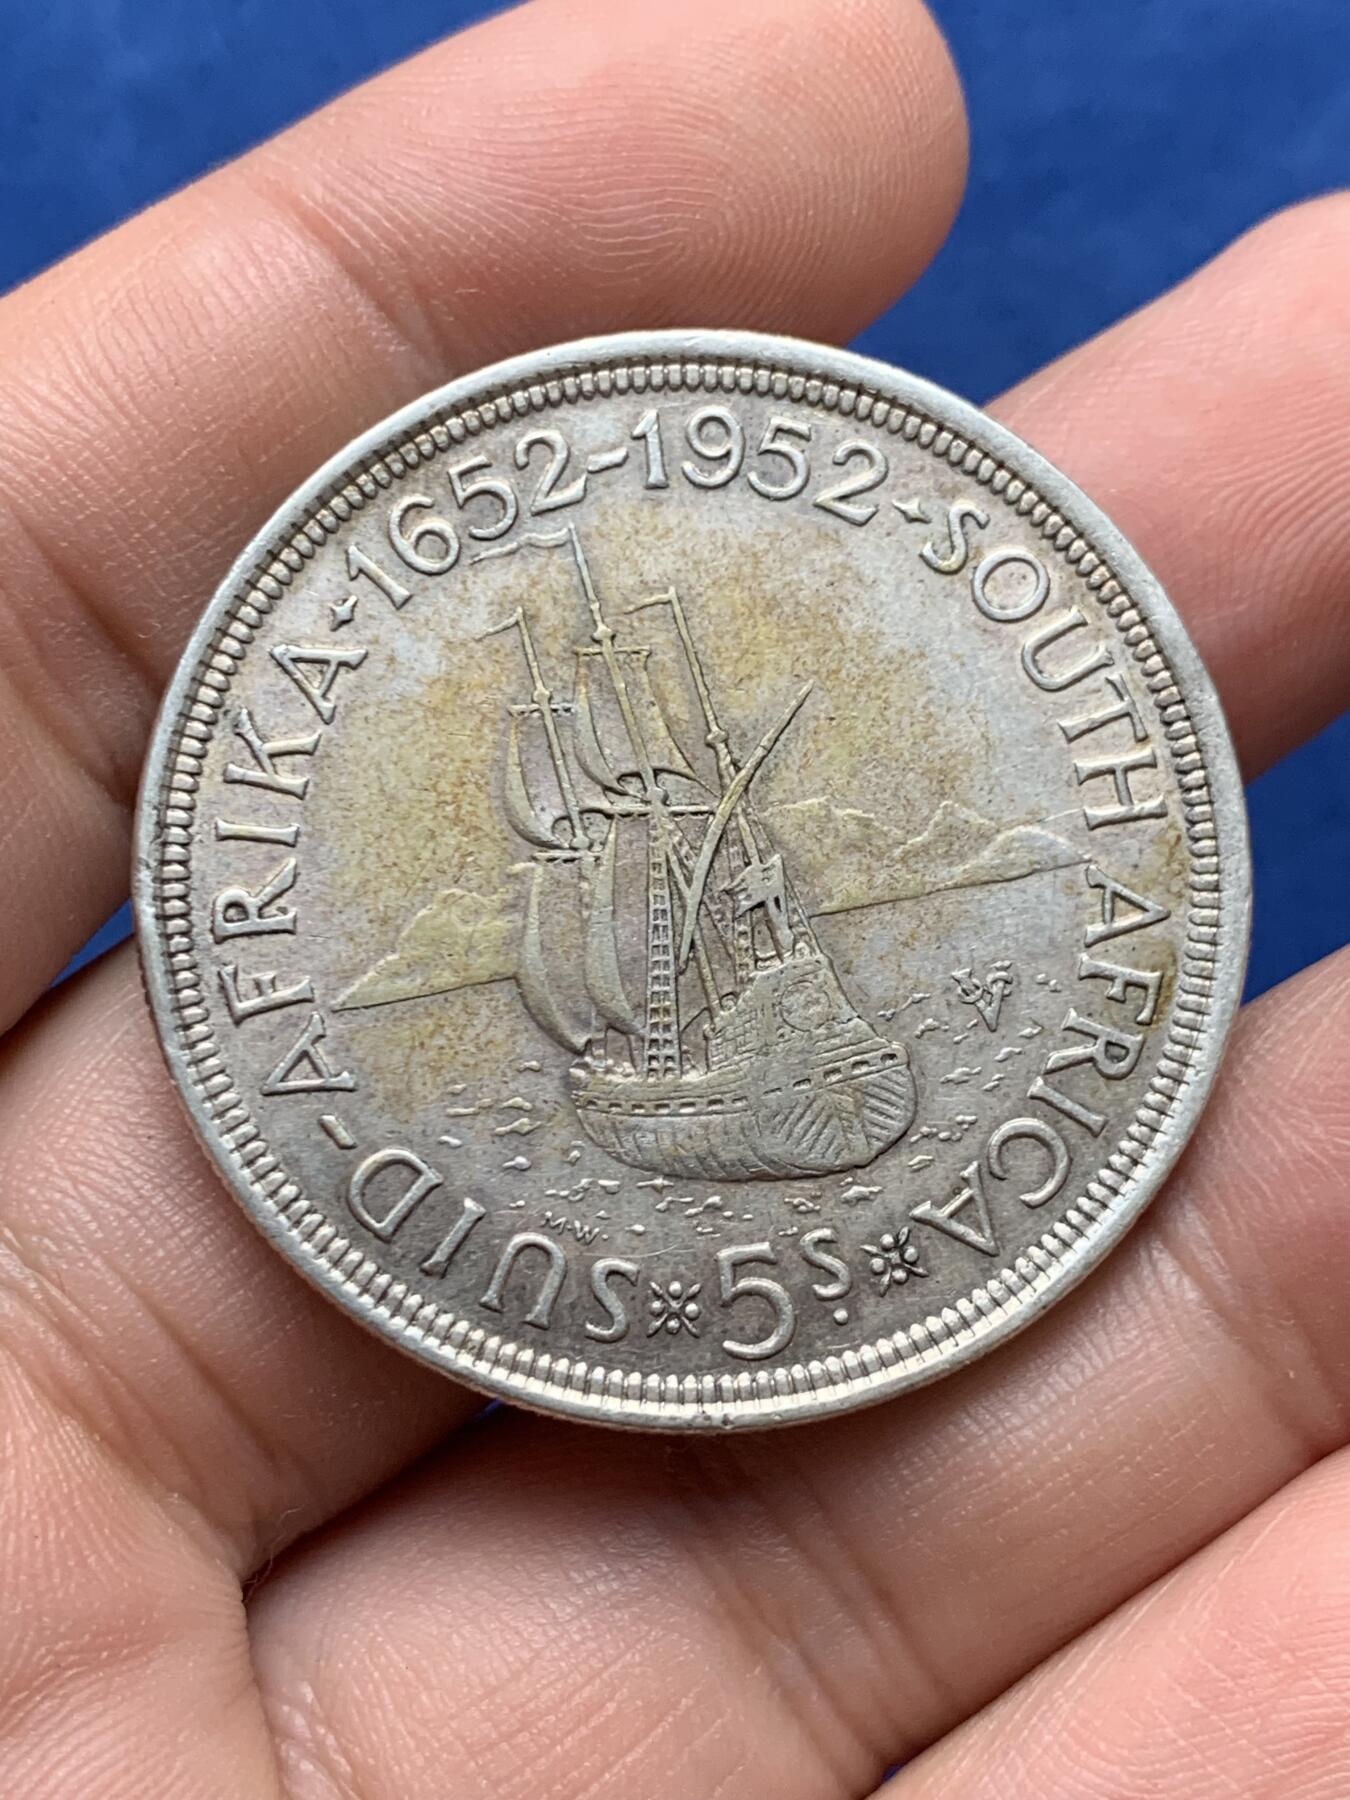 SUID-AFRIKA
1652-1952
SOUTH AFRICA
5s.
M.W.